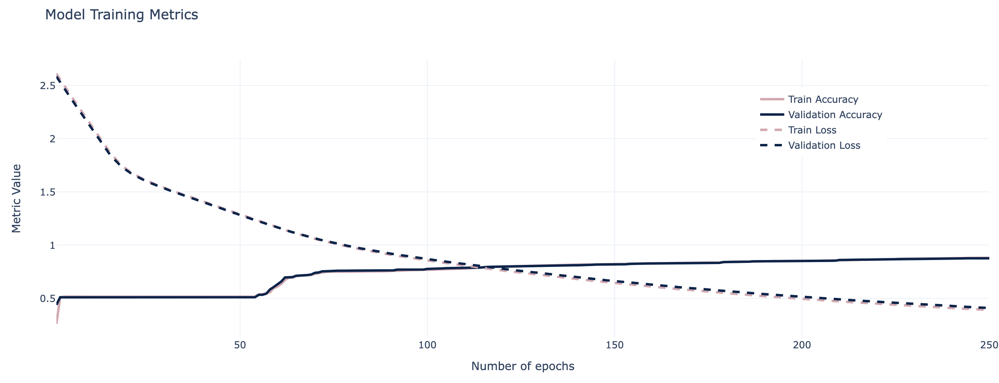 Model Training Metrics
2.5
2
1.5
1
0.5
Metric Value
Train Accuracy
Validation Accuracy
Train Loss
Validation Loss
50
100
150
200
250
Number of epochs